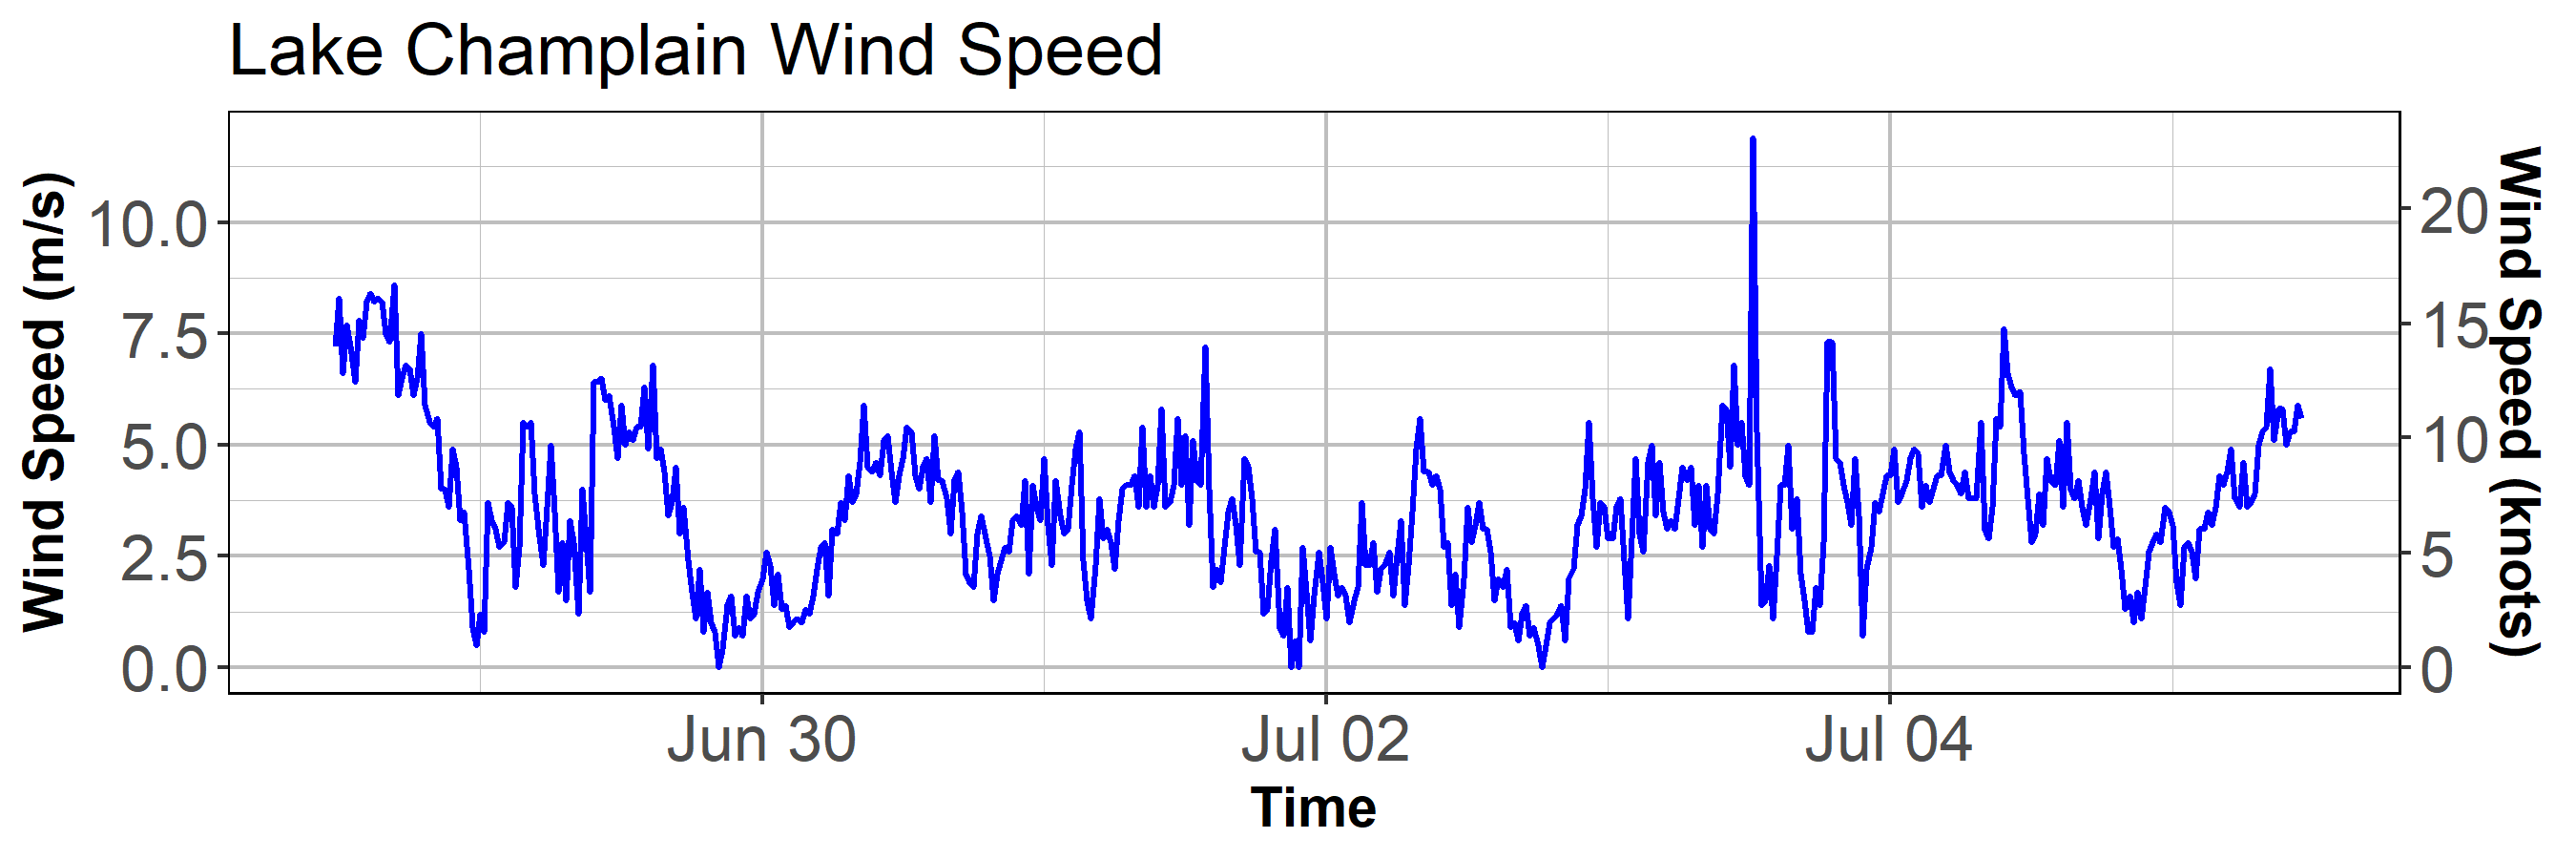 Lake Champlain Wind Speed
Wind Speed (m/s)
10.0
7.5
5.0
2.5
0.0
20
15
10
5
0
Wind Speed (knots)
Jun 30
Jul 02
Jul 04
Time